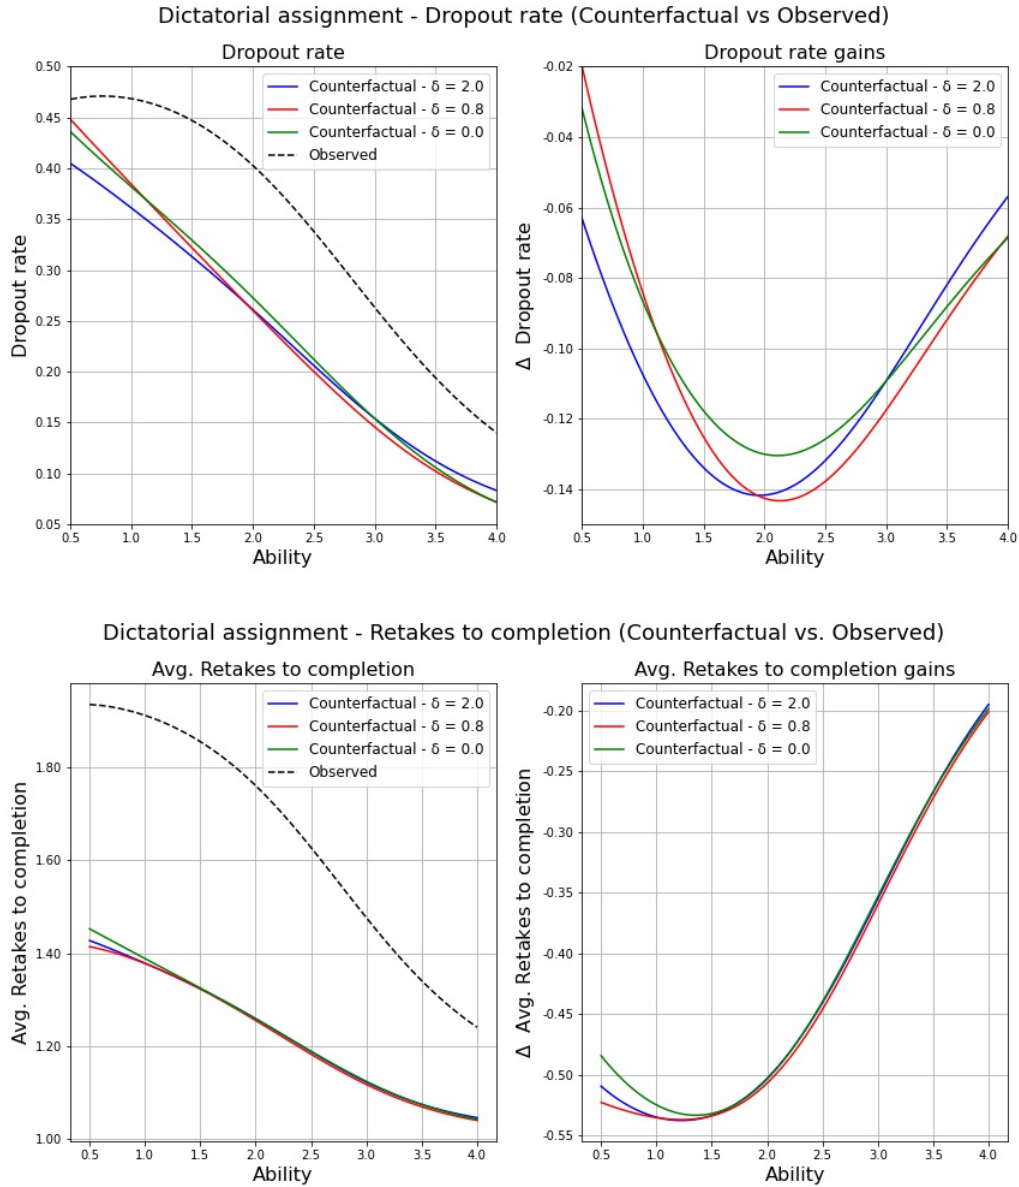 Dictatorial assignment - Dropout rate (Counterfactual vs Observed)
Dropout rate
0.50
0.45
0.40
0.35
0.30
0.25
0.20
0.15
0.10
0.05
Dropout rate
Counterfactual - δ = 2.0
Counterfactual - δ = 0.8
Counterfactual - δ = 0.0
Observed
0.5 1.0 1.5 2.0 2.5 3.0 3.5 4.0
Ability
Dropout rate gains
-0.02
-0.04
-0.06
-0.08
-0.10
-0.12
-0.14
Δ Dropout rate
Counterfactual - δ = 2.0
Counterfactual - δ = 0.8
Counterfactual - δ = 0.0
0.5 1.0 1.5 2.0 2.5 3.0 3.5 4.0
Ability
Dictatorial assignment - Retakes to completion (Counterfactual vs. Observed)
Avg. Retakes to completion
1.80
1.60
1.40
1.20
1.00
Avg. Retakes to completion
Counterfactual - δ = 2.0
Counterfactual - δ = 0.8
Counterfactual - δ = 0.0
Observed
0.5 1.0 1.5 2.0 2.5 3.0 3.5 4.0
Ability
Avg. Retakes to completion gains
-0.20
-0.25
-0.30
-0.35
-0.40
-0.45
-0.50
-0.55
Δ Avg. Retakes to completion
Counterfactual - δ = 2.0
Counterfactual - δ = 0.8
Counterfactual - δ = 0.0
0.5 1.0 1.5 2.0 2.5 3.0 3.5 4.0
Ability